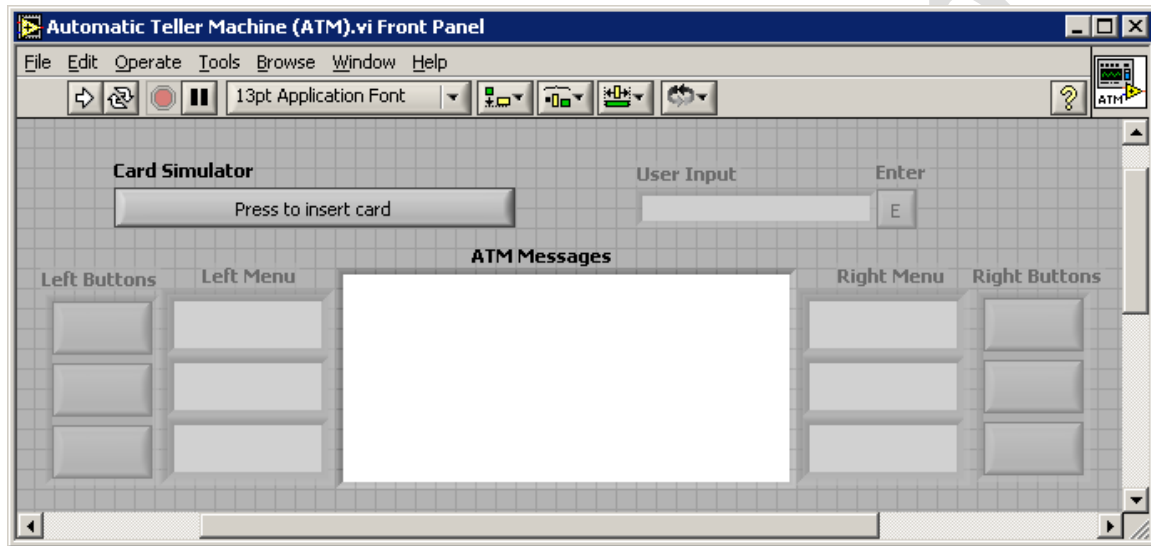 Automatic Teller Machine (ATM).vi Front Panel
File Edit Operate Tools Browse Window Help
13pt Application Font
?
ATM
Card Simulator
User Input Enter
Press to insert card
E
ATM Messages
Left Buttons Left Menu Right Menu Right Buttons